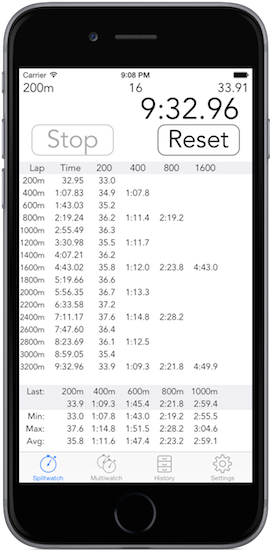 Carrier 9:08 PM
200m 16 33.91
9:32.96
Stop Reset
Lap Time 200 400 800 1600
200m 32.95 33.0
400m 1:07.83 34.9 1:07.8
600m 1:43.03 35.2
800m 2:19.24 36.2 1:11.4 2:19.2
1000m 2:55.49 36.3
1200m 3:30.98 35.5 1:11.7
1400m 4:07.21 36.2
1600m 4:43.02 35.8 1:12.0 2:23.8 4:43.0
1800m 5:19.66 36.6
2000m 5:56.35 36.7 1:13.3
2200m 6:33.58 37.2
2400m 7:11.17 37.6 1:14.8 2:28.2
2600m 7:47.60 36.4
2800m 8:23.69 36.1 1:12.5
3000m 8:59.05 35.4
3200m 9:32.96 33.9 1:09.3 2:21.8 4:49.9
Last: 200m 400m 600m 800m 1000m
33.9 1:09.3 1:45.4 2:21.8 2:59.4
Min: 33.0 1:07.8 1:43.0 2:19.2 2:55.5
Max: 37.6 1:14.8 1:51.5 2:28.2 3:04.6
Avg: 35.8 1:11.6 1:47.4 2:23.2 2:59.1
Splitwatch Multiwatch History Settings